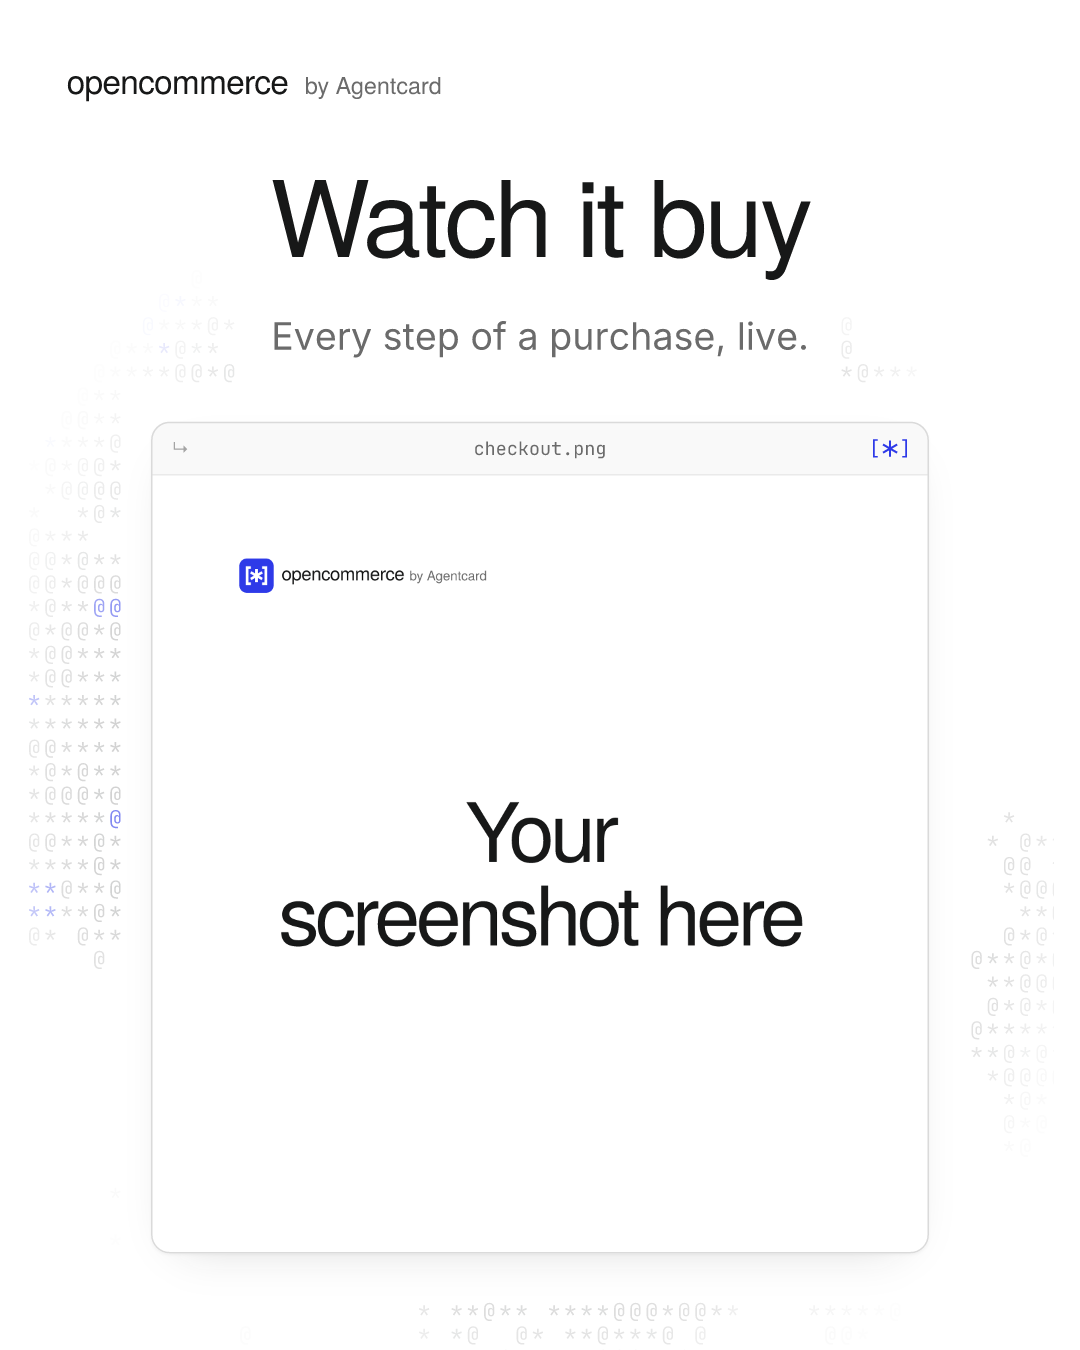 opencommerce by Agentcard
Watch it buy
Every step of a purchase, live.
checkout.png [*]
[*] opencommerce by Agentcard
Your
screenshot here